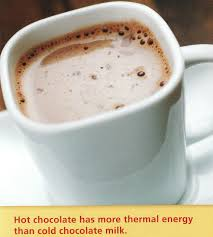 Hot chocolate has more thermal energy
than cold chocolate milk.